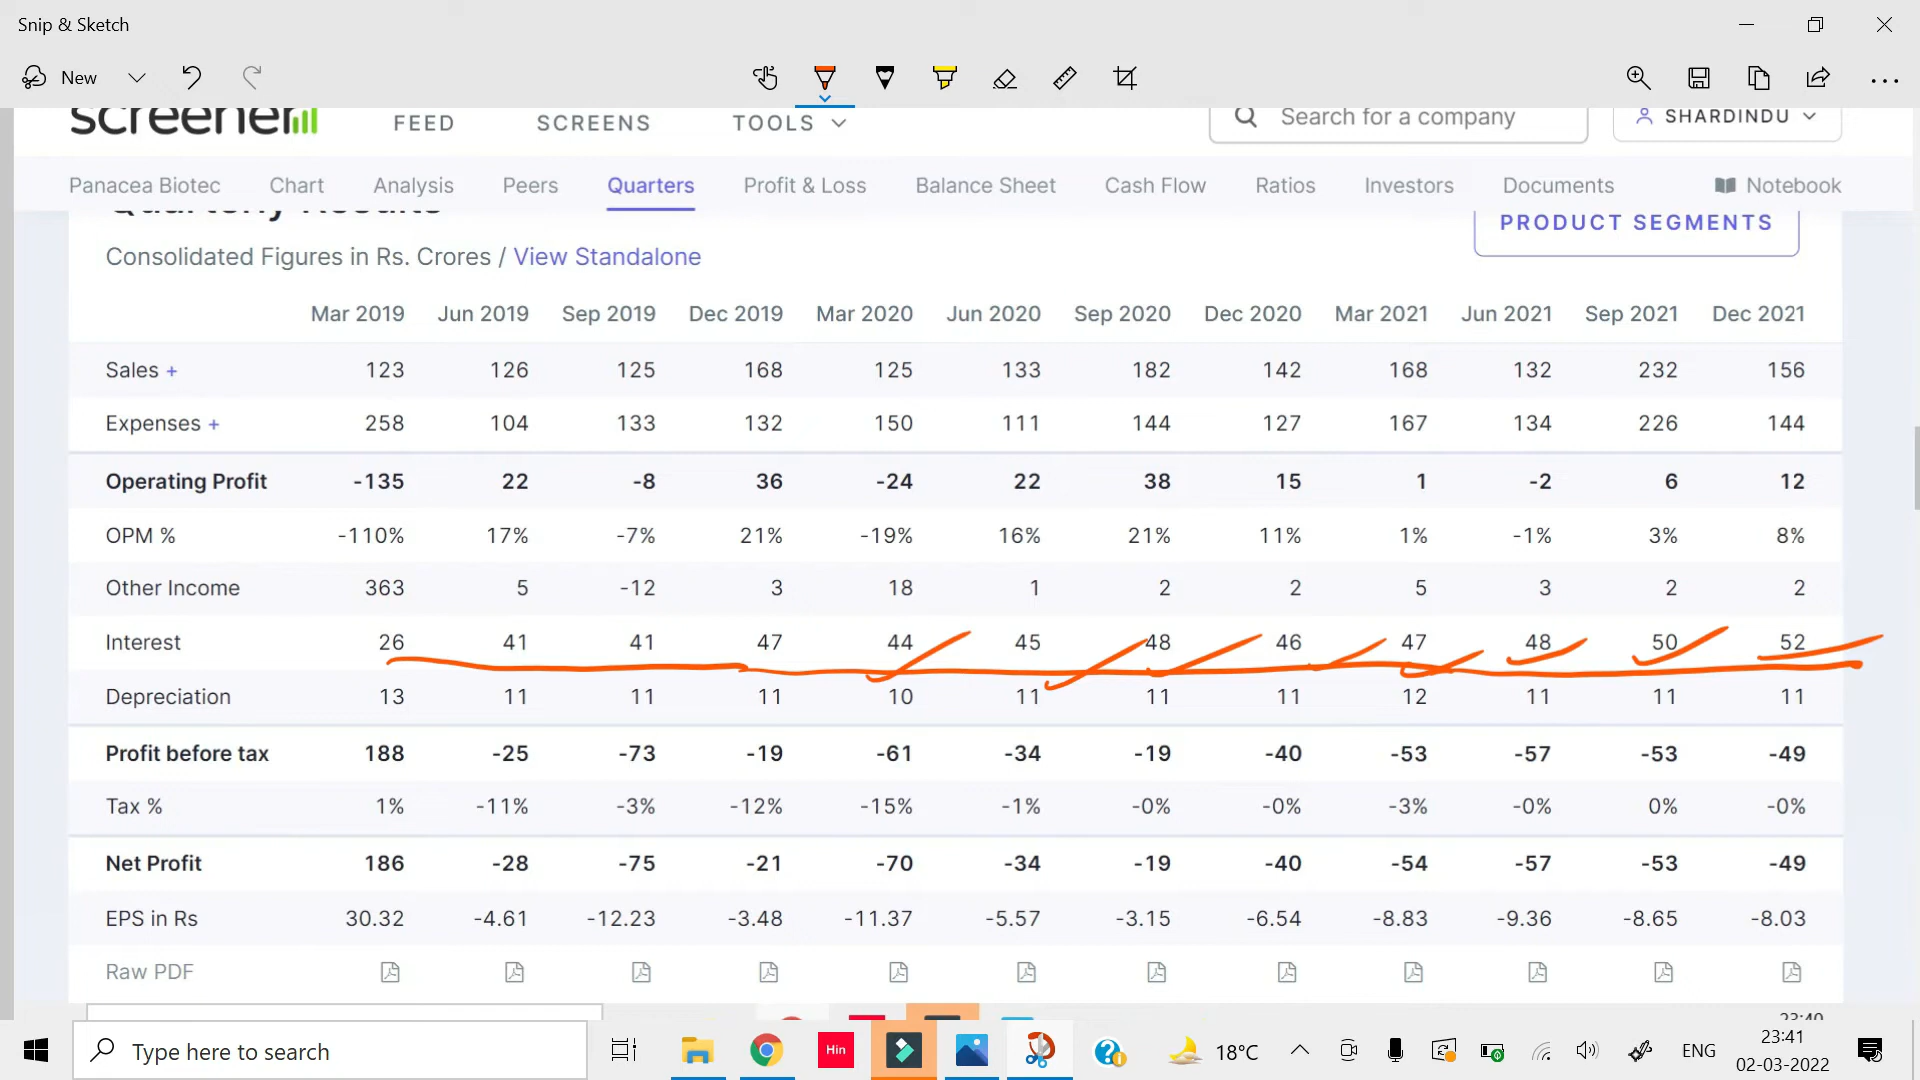 Snip & Sketch
New
screener
FEED SCREENS TOOLS
Search for a company
SHARDINDU
Panacea Biotec Chart Analysis Peers Quarters Profit & Loss Balance Sheet Cash Flow Ratios Investors Documents Notebook
Quarterly Results
PRODUCT SEGMENTS
Consolidated Figures in Rs. Crores / View Standalone
Mar 2019 Jun 2019 Sep 2019 Dec 2019 Mar 2020 Jun 2020 Sep 2020 Dec 2020 Mar 2021 Jun 2021 Sep 2021 Dec 2021
Sales + 123 126 125 168 125 133 182 142 168 132 232 156
Expenses + 258 104 133 132 150 111 144 127 167 134 226 144
Operating Profit -135 22 -8 36 -24 22 38 15 1 -2 6 12
OPM % -110% 17% -7% 21% -19% 16% 21% 11% 1% -1% 3% 8%
Other Income 363 5 -12 3 18 1 2 2 5 3 2 2
Interest 26 41 41 47 44 45 48 46 47 48 50 52
Depreciation 13 11 11 11 10 11 11 11 12 11 11 11
Profit before tax 188 -25 -73 -19 -61 -34 -19 -40 -53 -57 -53 -49
Tax % 1% -11% -3% -12% -15% -1% -0% -0% -3% -0% 0% -0%
Net Profit 186 -28 -75 -21 -70 -34 -19 -40 -54 -57 -53 -49
EPS in Rs 30.32 -4.61 -12.23 -3.48 -11.37 -5.57 -3.15 -6.54 -8.83 -9.36 -8.65 -8.03
Raw PDF
23:40
Type here to search
Hin
18°C
ENG
23:41
02-03-2022